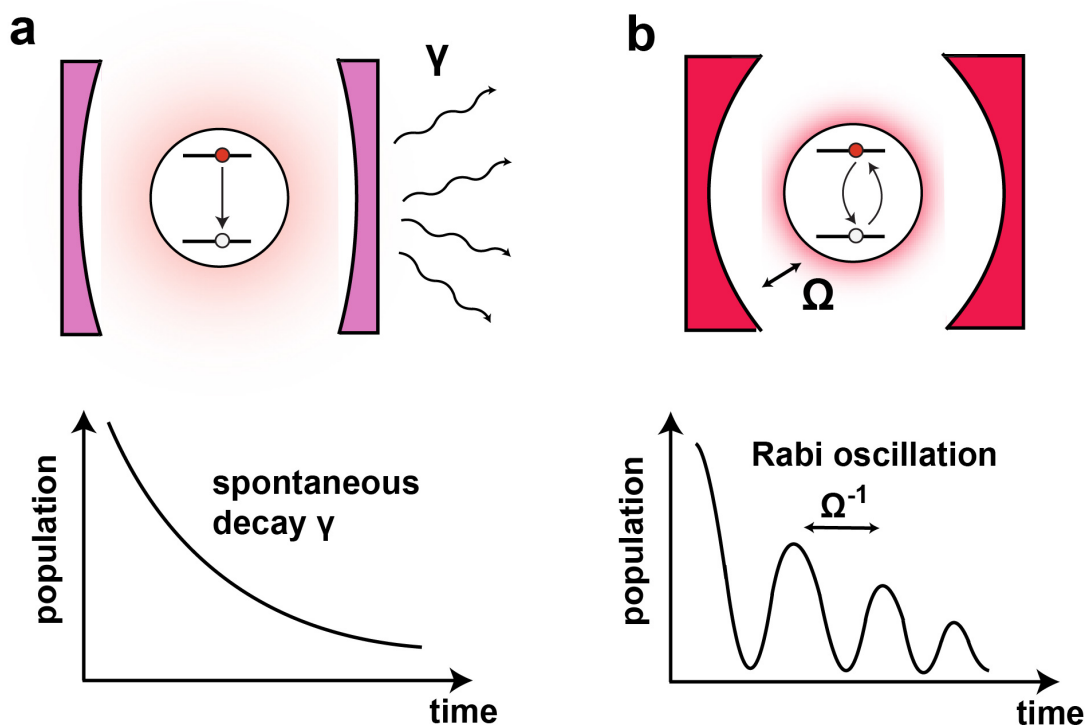 a
γ
population
spontaneous
decay γ
time
b
Ω
population
Rabi oscillation
Ω⁻¹
time